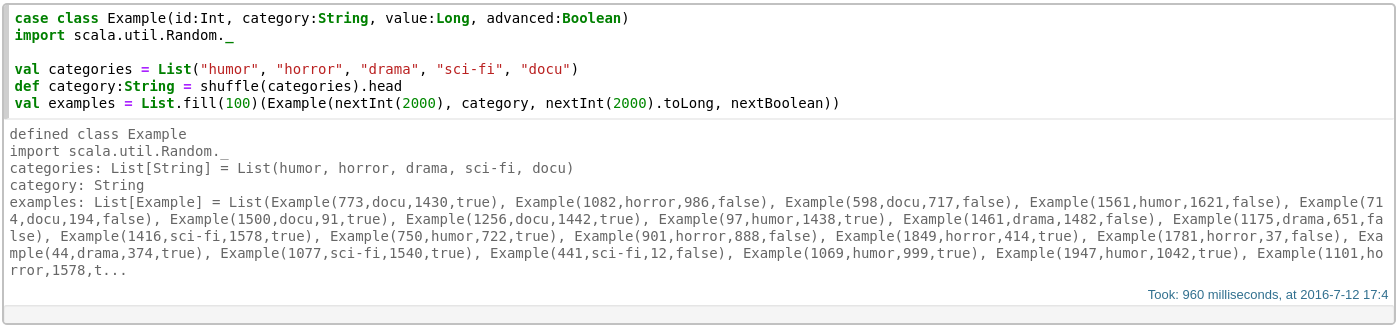 case class Example(id:Int, category:String, value:Long, advanced:Boolean)
import scala.util.Random._
val categories = List("humor", "horror", "drama", "sci-fi", "docu")
def category:String = shuffle(categories).head
val examples = List.fill(100)(Example(nextInt(2000), category, nextInt(2000).toLong, nextBoolean))
defined class Example
import scala.util.Random._
categories: List[String] = List(humor, horror, drama, sci-fi, docu)
category: String
examples: List[Example] = List(Example(773,docu,1430,true), Example(1082,horror,986,false), Example(598,docu,717,false), Example(1561,humor,1621,false), Example(71
4,docu,194,false), Example(1500,docu,91,true), Example(1256,docu,1442,true), Example(97,humor,1438,true), Example(1461,drama,1482,false), Example(1175,drama,651,fa
lse), Example(1416,sci-fi,1578,true), Example(750,humor,722,true), Example(901,horror,888,false), Example(1849,horror,414,true), Example(1781,horror,37,false), Exa
mple(44,drama,374,true), Example(1077,sci-fi,1540,true), Example(441,sci-fi,12,false), Example(1069,humor,999,true), Example(1947,humor,1042,true), Example(1101,ho
rror,1578,t...
Took: 960 milliseconds, at 2016-7-12 17:4